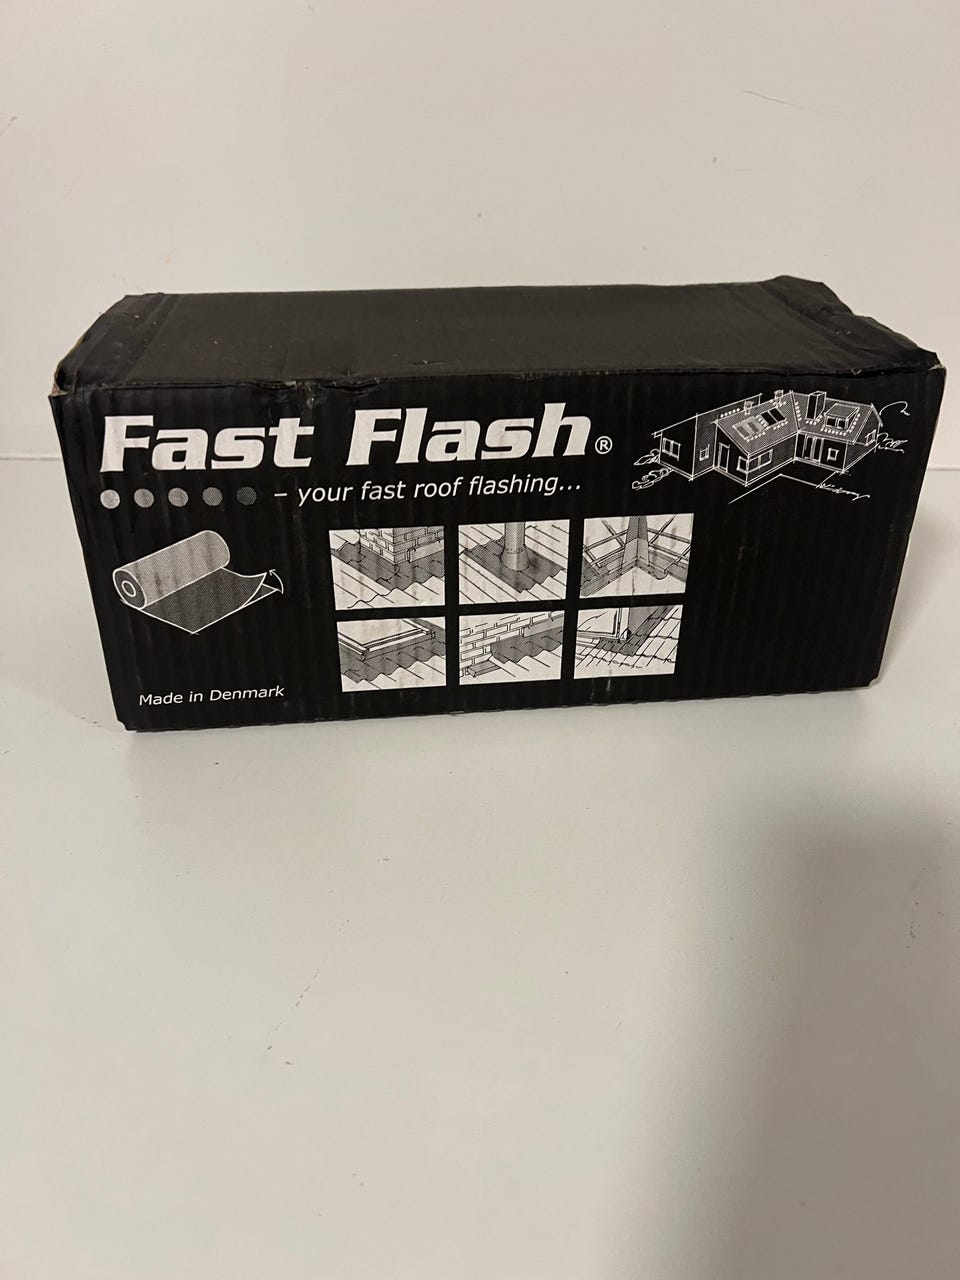 Fast Flash®
– your fast roof flashing...
Made in Denmark